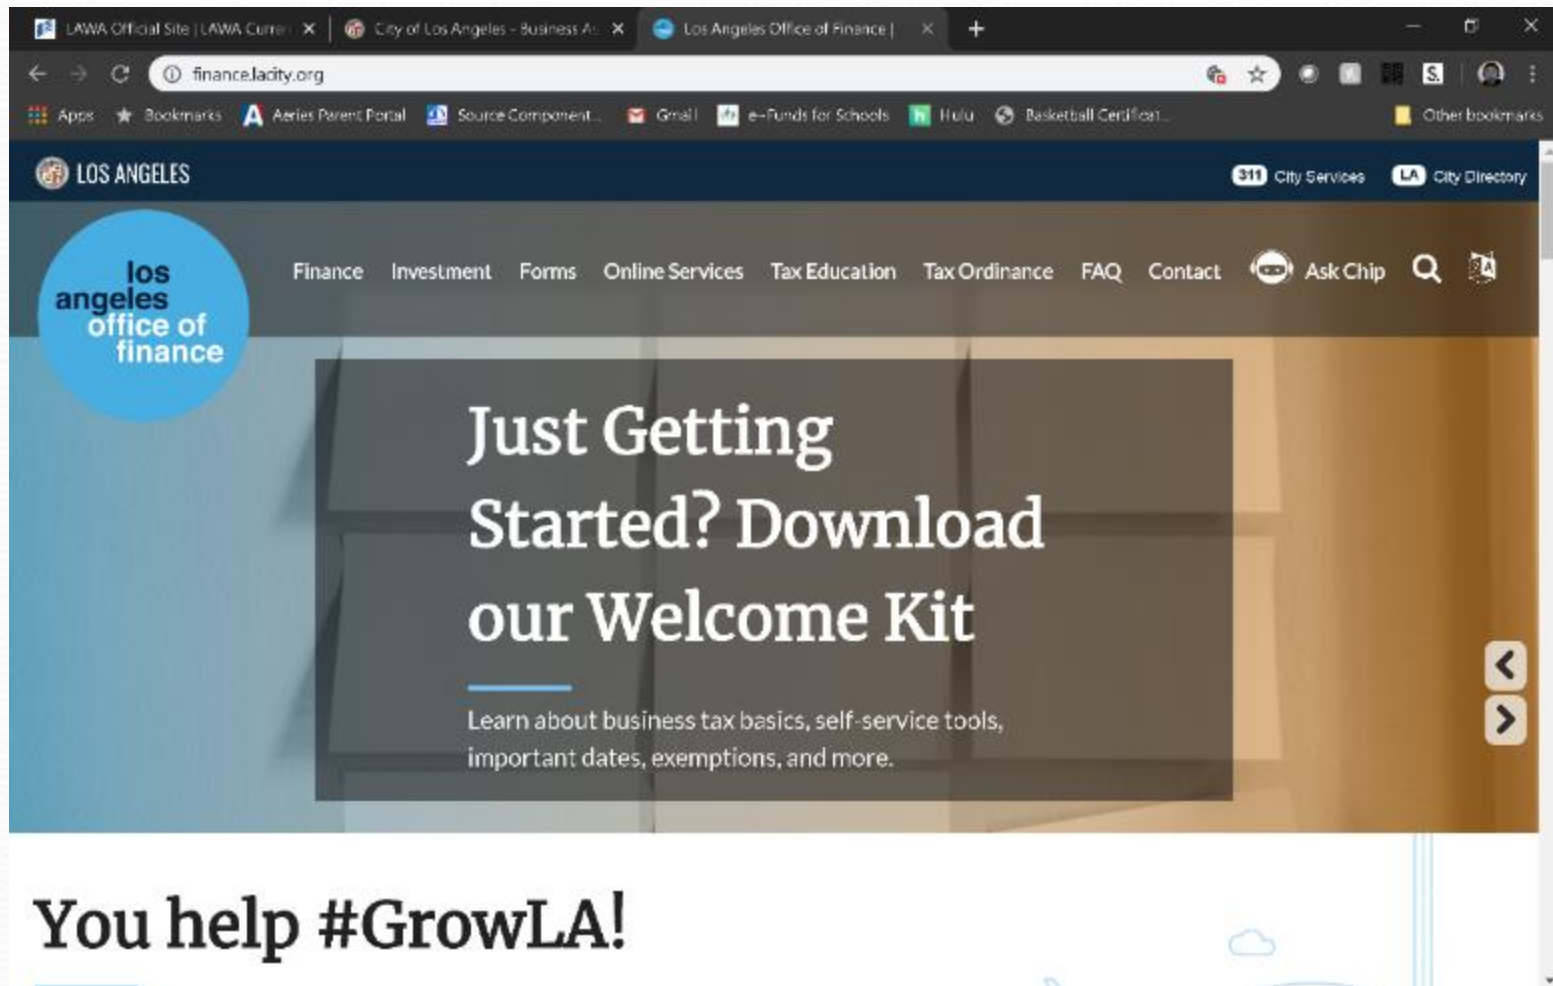 LAWA Official Site | LAWA Curren
City of Los Angeles - Business As
Los Angeles Office of Finance |
finance.lacity.org
S.
Apps Bookmarks Aeries Parent Portal Source Component... Gmail e~Funds for Schools Hulu Basketball Certificat... Other bookmarks
LOS ANGELES
311 City Services LA City Directory
los
angeles
office of
finance
Finance Investment Forms Online Services Tax Education Tax Ordinance FAQ Contact Ask Chip
Just Getting
Started? Download
our Welcome Kit
Learn about business tax basics, self-service tools,
important dates, exemptions, and more.
You help #GrowLA!